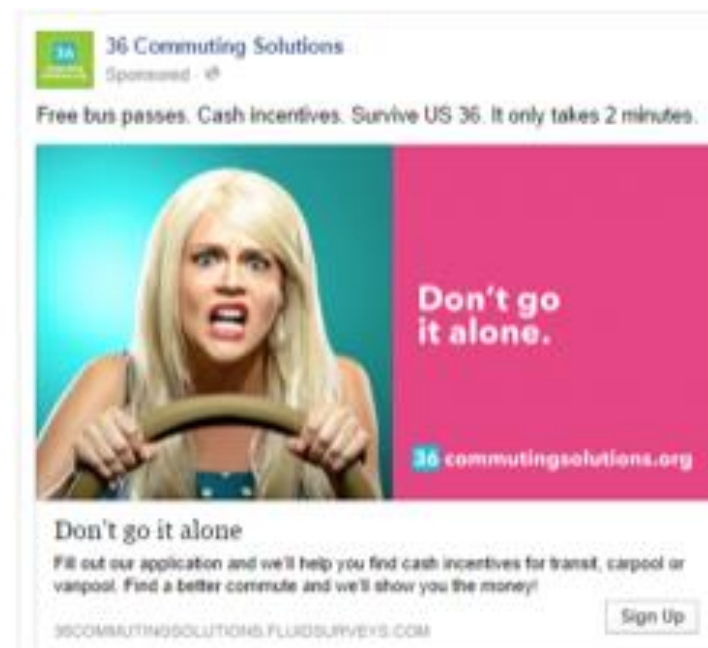 36
36 Commuting Solutions
Sponsored
Free bus passes. Cash incentives. Survive US 36. It only takes 2 minutes.
Don't go
it alone.
36 commutingsolutions.org
Don't go it alone
Fill out our application and we'll help you find cash incentives for transit, carpool or
vanpool. Find a better commute and we'll show you the money!
Sign Up
36COMMUTINGSOLUTIONS.FLUIDSURVEYS.COM